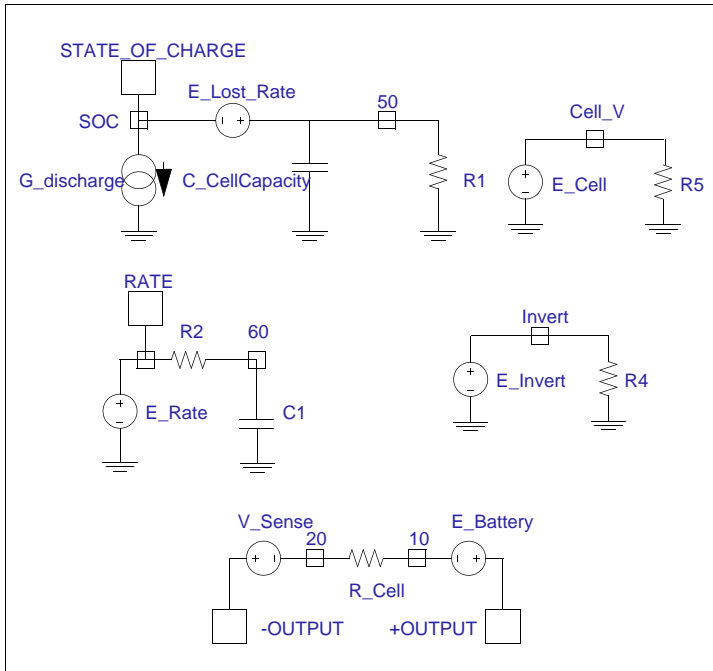 STATE_OF_CHARGE
E_Lost_Rate
50
SOC
Cell_V
G_discharge
C_CellCapacity
R1
E_Cell
R5
RATE
R2
60
Invert
E_Rate
C1
E_Invert
R4
V_Sense
20
10
E_Battery
R_Cell
-OUTPUT
+OUTPUT